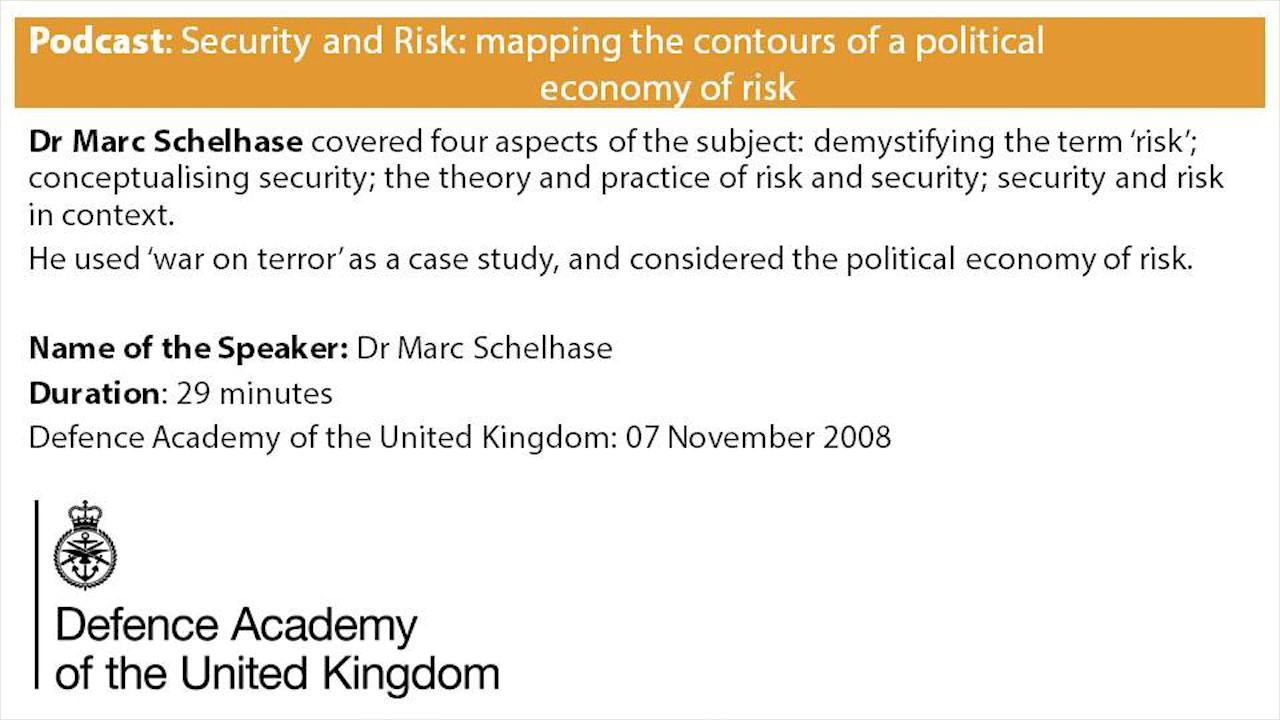 Podcast: Security and Risk: mapping the contours of a political
economy of risk
Dr Marc Schelhase covered four aspects of the subject: demystifying the term ‘risk’;
conceptualising security; the theory and practice of risk and security; security and risk
in context.
He used ‘war on terror’ as a case study, and considered the political economy of risk.
Name of the Speaker: Dr Marc Schelhase
Duration: 29 minutes
Defence Academy of the United Kingdom: 07 November 2008
Defence Academy
of the United Kingdom